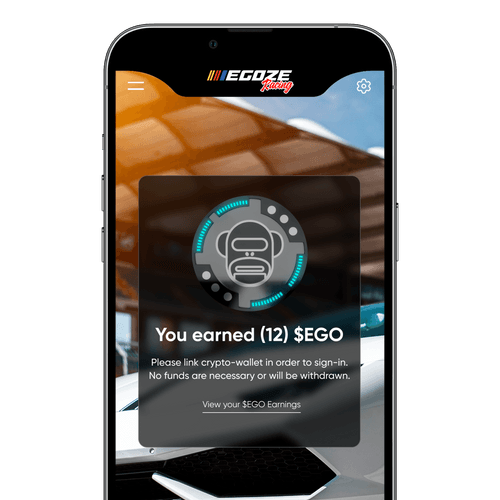 EGOZE
Racing
You earned (12) $EGO
Please link crypto-wallet in order to sign-in.
No funds are necessary or will be withdrawn.
View your $EGO Earnings